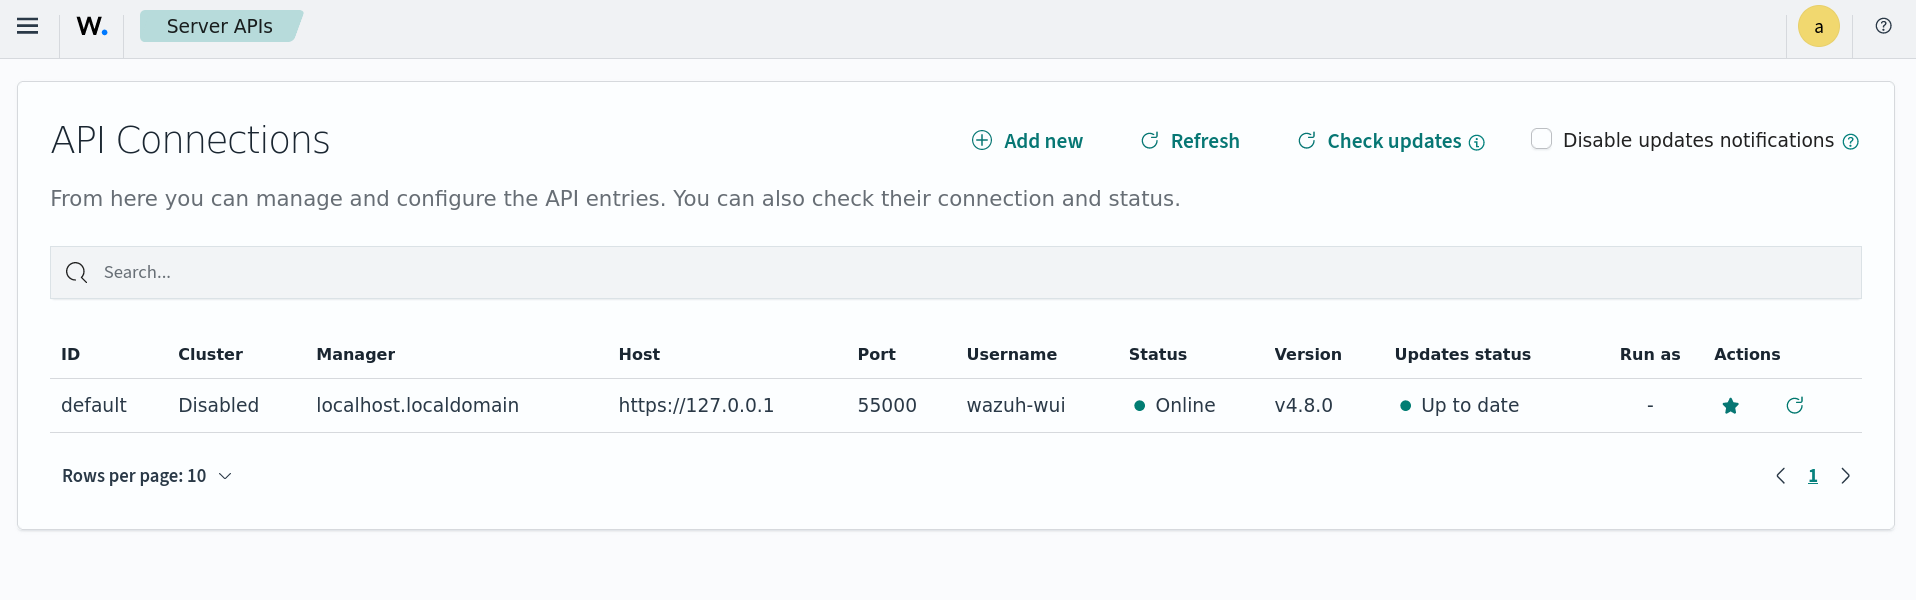 W. Server APIs a
API Connections Add new Refresh Check updates Disable updates notifications
From here you can manage and configure the API entries. You can also check their connection and status.
Search...
ID Cluster Manager Host Port Username Status Version Updates status Run as Actions
default Disabled localhost.localdomain https://127.0.0.1 55000 wazuh-wui Online v4.8.0 Up to date -
Rows per page: 10 1